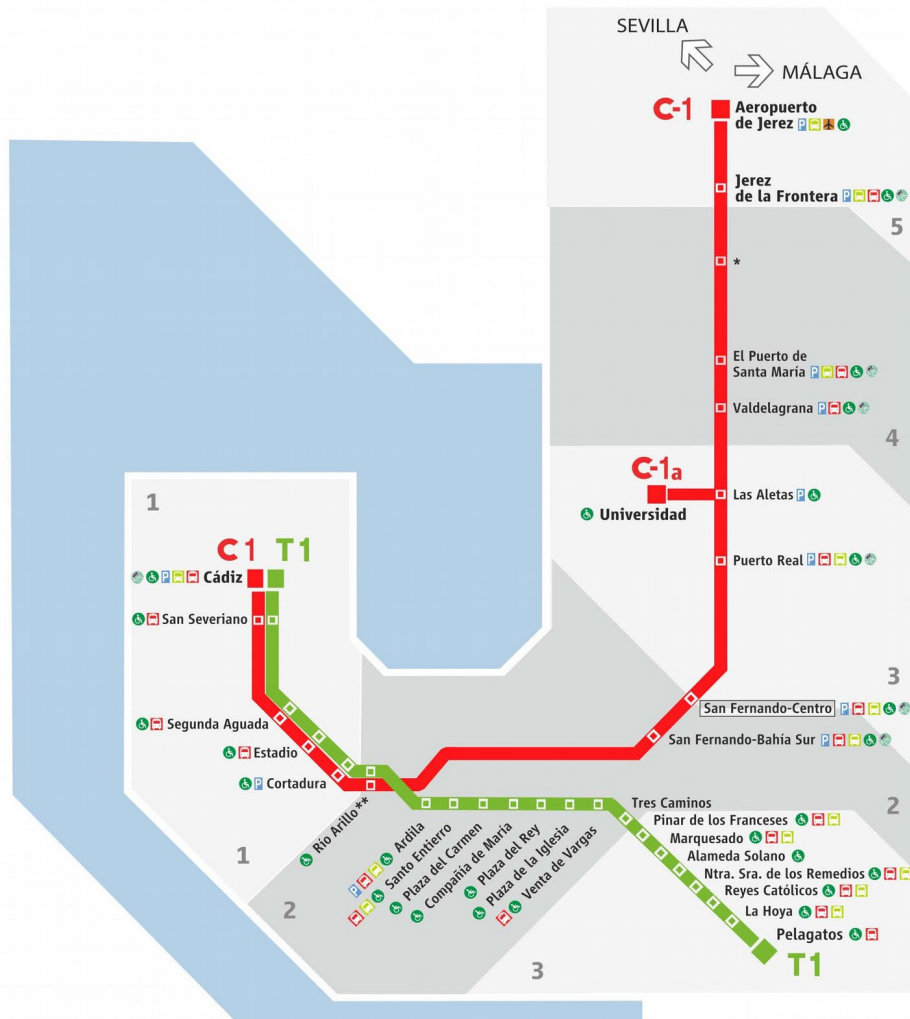 SEVILLA
MÁLAGA
C-1
Aeropuerto
de Jerez P
Jerez
de la Frontera P
5
*
El Puerto de
Santa María P
Valdelagrana P
4
C-1a
Las Aletas P
Universidad
1
C1 T1
Puerto Real P
P Cádiz
San Severiano
3
San Fernando-Centro P
Segunda Aguada
San Fernando-Bahía Sur P
Estadio
P Cortadura
Tres Caminos
2
Pinar de los Franceses
Río Arillo**
P Ardila
Santo Entierro
Plaza del Carmen
Compañía de María
Plaza del Rey
Plaza de la Iglesia
Venta de Vargas
Marquesado
1
Alameda Solano
Ntra. Sra. de los Remedios
Reyes Católicos
2
La Hoya
Pelagatos
3
T1